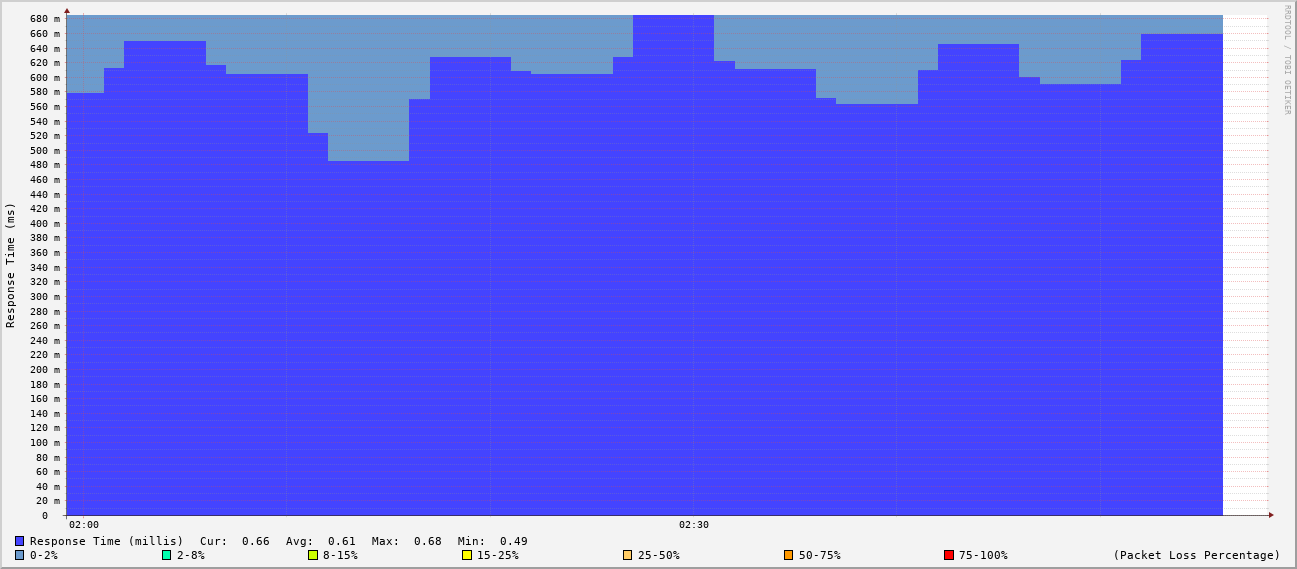 RRDTOOL / TOBI OETIKER
Response Time (ms)
680 m
660 m
640 m
620 m
600 m
580 m
560 m
540 m
520 m
500 m
480 m
460 m
440 m
420 m
400 m
380 m
360 m
340 m
320 m
300 m
280 m
260 m
240 m
220 m
200 m
180 m
160 m
140 m
120 m
100 m
80 m
60 m
40 m
20 m
0
02:00 02:30
Response Time (millis) Cur: 0.66 Avg: 0.61 Max: 0.68 Min: 0.49
0-2% 2-8% 8-15% 15-25% 25-50% 50-75% 75-100% (Packet Loss Percentage)